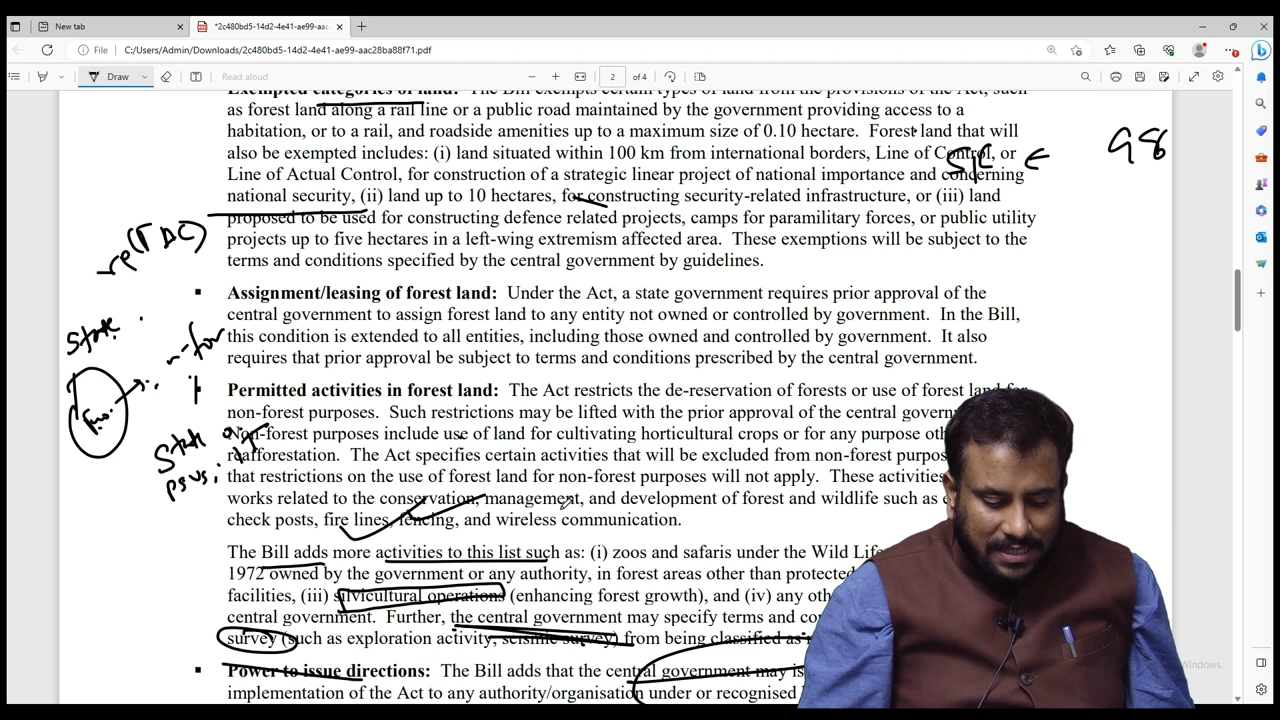 New tab
*2c480bd5-14d2-4e41-ae99-aac
File C:/Users/Admin/Downloads/2c480bd5-14d2-4e41-ae99-aac28ba88f71.pdf
Draw Read aloud 2 of 4
Exempted categories of land: The Bill exempts certain types of land from the provisions of the Act, such
as forest land along a rail line or a public road maintained by the government providing access to a
habitation, or to a rail, and roadside amenities up to a maximum size of 0.10 hectare. Forest land that will
also be exempted includes: (i) land situated within 100 km from international borders, Line of Control, or
Line of Actual Control, for construction of a strategic linear project of national importance and concerning
national security, (ii) land up to 10 hectares, for constructing security-related infrastructure, or (iii) land
proposed to be used for constructing defence related projects, camps for paramilitary forces, or public utility
projects up to five hectares in a left-wing extremism affected area. These exemptions will be subject to the
terms and conditions specified by the central government by guidelines.
98
State
State
▪ Assignment/leasing of forest land: Under the Act, a state government requires prior approval of the
central government to assign forest land to any entity not owned or controlled by government. In the Bill,
this condition is extended to all entities, including those owned and controlled by government. It also
requires that prior approval be subject to terms and conditions prescribed by the central government.
Permitted activities in forest land: The Act restricts the de-reservation of forests or use of forest land for
non-forest purposes. Such restrictions may be lifted with the prior approval of the central
Non-forest purposes include use of land for cultivating horticultural crops or for any purpose
reafforestation. The Act specifies certain activities that will be excluded from non-forest
that restrictions on the use of forest land for non-forest purposes will not apply. These activities
works related to the conservation, management, and development of forest and wildlife such as
check posts, fire lines, fencing, and wireless communication.
The Bill adds more activities to this list such as: (i) zoos and safaris under the Wild
1972 owned by the government or any authority, in forest areas other than
facilities, (iii) silvicultural operations (enhancing forest growth), and (iv) any
central government. Further, the central government may specify terms and
survey (such as exploration activity, seismic survey) from being classified as
▪ Power to issue directions: The Bill adds that the central government may
implementation of the Act to any authority/organisation under or recognised